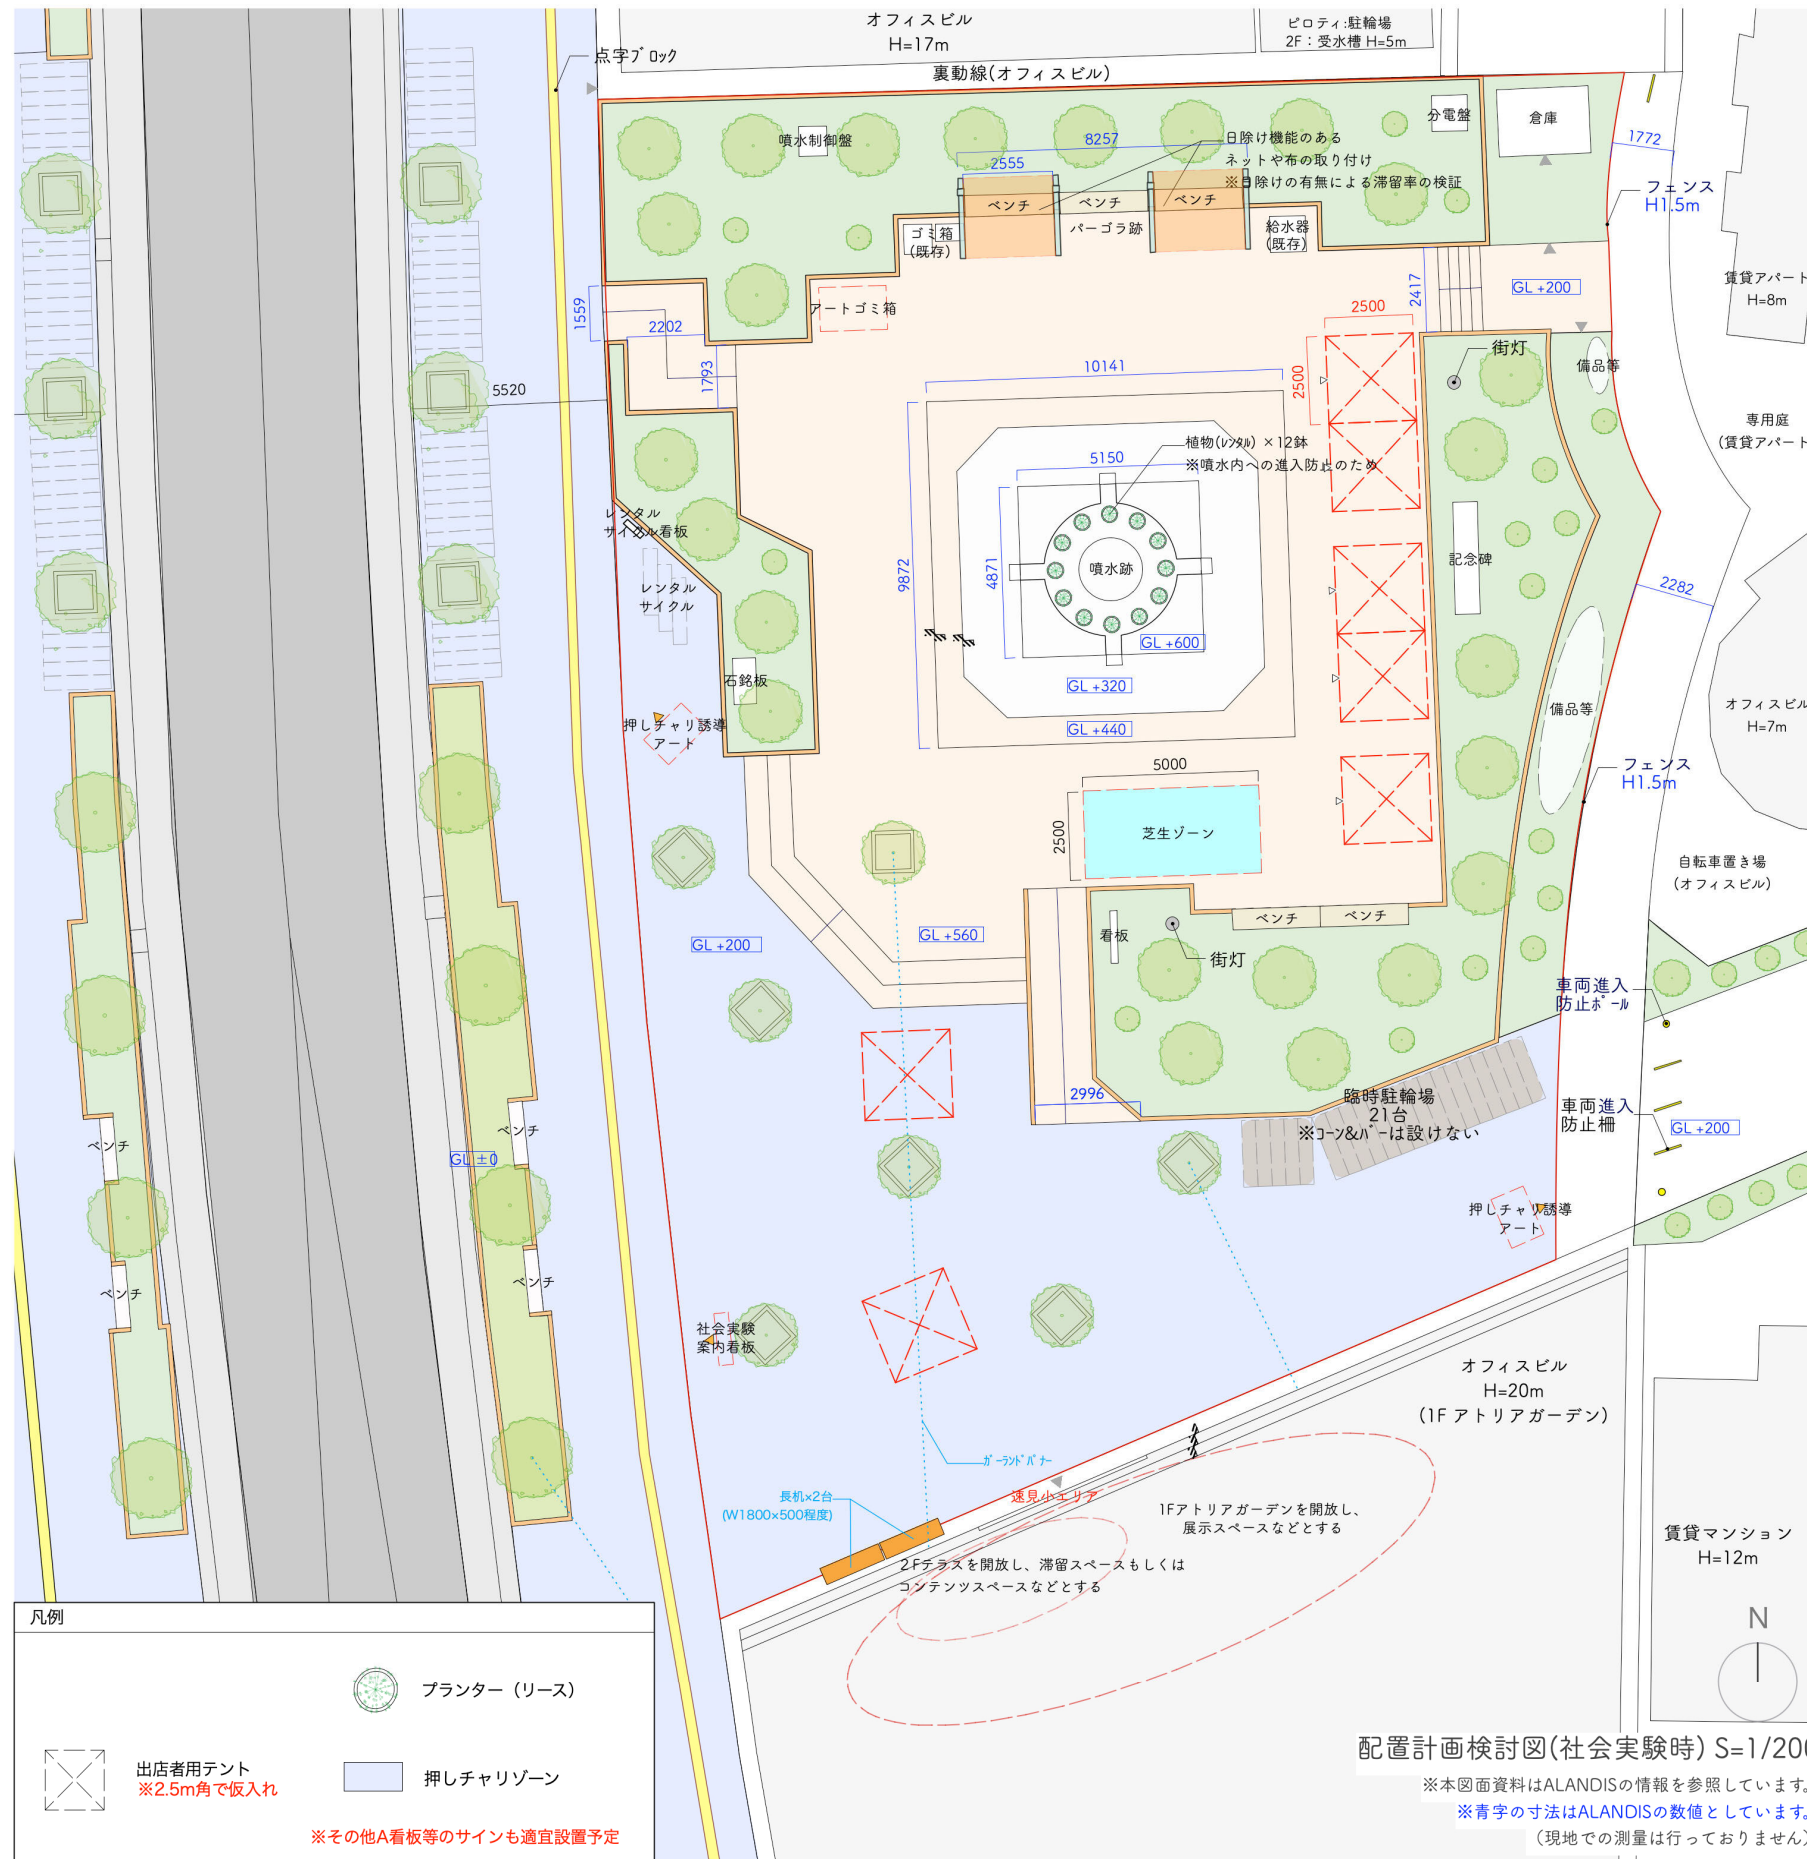 オフィスビル
H=17m
ピロティ:駐輪場
2F：受水槽 H=5m
点字ﾌﾞﾛｯｸ
裏動線(オフィスビル)
噴水制御盤
分電盤
倉庫
8257
2555
日除け機能のある
ネットや布の取り付け
※日除けの有無による滞留率の検証
1772
フェンス
H1.5m
ベンチ
ベンチ
ベンチ
ゴミ箱
(既存)
パーゴラ跡
給水器
(既存)
賃貸アパート
H=8m
GL +200
2417
1559
2202
アートゴミ箱
2500
街灯
1793
10141
2500
備品等
5520
専用庭
(賃貸アパート
植物(ﾚﾝﾀﾙ) ×12鉢
※噴水内への進入防止のため
5150
レンタル
サイクル看板
9872
4871
噴水跡
記念碑
レンタル
サイクル
2282
GL +600
石銘板
GL +320
押しチャリ誘導
アート
GL +440
備品等
オフィスビル
H=7m
5000
フェンス
H1.5m
2500
芝生ゾーン
自転車置き場
(オフィスビル)
ベンチ
ベンチ
看板
GL +200
GL +560
街灯
車両進入
防止ﾎﾟｰﾙ
2996
臨時駐輪場
21台
※ｺｰﾝ&ﾊﾞｰは設けない
車両進入
防止柵
GL +200
ベンチ
ベンチ
GL ±0
押しチャリ誘導
アート
ベンチ
ベンチ
社会実験
案内看板
オフィスビル
H=20m
(1F アトリアガーデン)
ｶﾞｰﾗﾝﾄﾞﾊﾞﾅｰ
長机×2台
(W1800×500程度)
速見小エリア
1Fアトリアガーデンを開放し、
展示スペースなどとする
2Fテラスを開放し、滞留スペースもしくは
コンテンツスペースなどとする
賃貸マンション
H=12m
N
凡例
プランター（リース）
出店者用テント
※2.5m角で仮入れ
押しチャリゾーン
※その他A看板等のサインも適宜設置予定
配置計画検討図(社会実験時) S=1/200
※本図面資料はALANDISの情報を参照しています。
※青字の寸法はALANDISの数値としています。
（現地での測量は行っておりません）